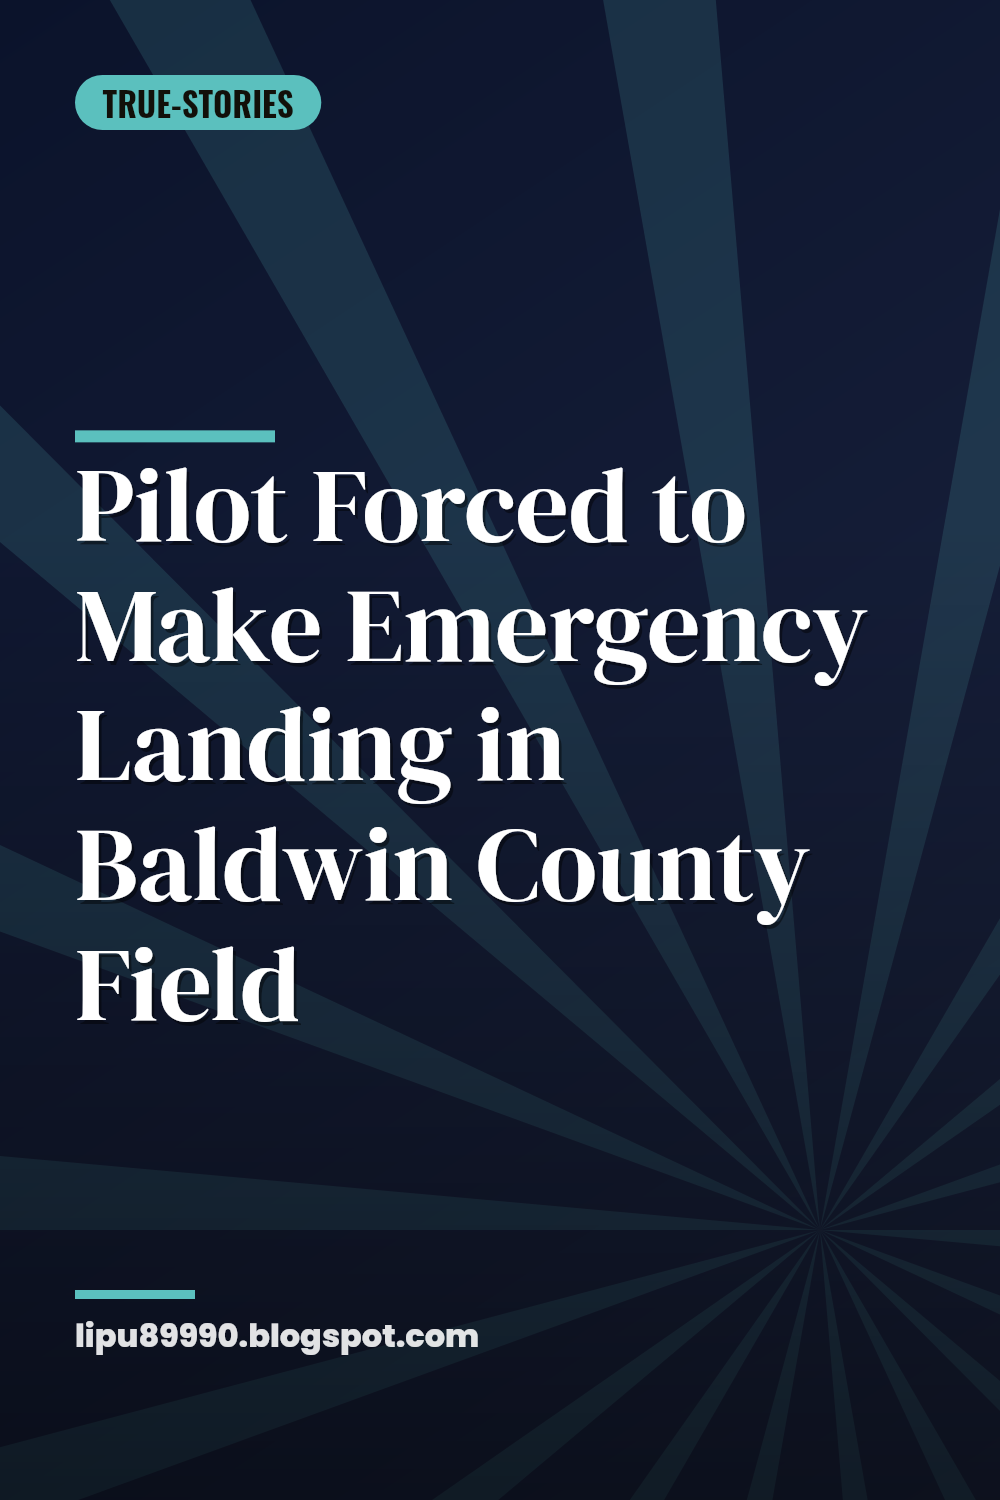 TRUE-STORIES
Pilot Forced to
Make Emergency
Landing in
Baldwin County
Field
lipu89990.blogspot.com